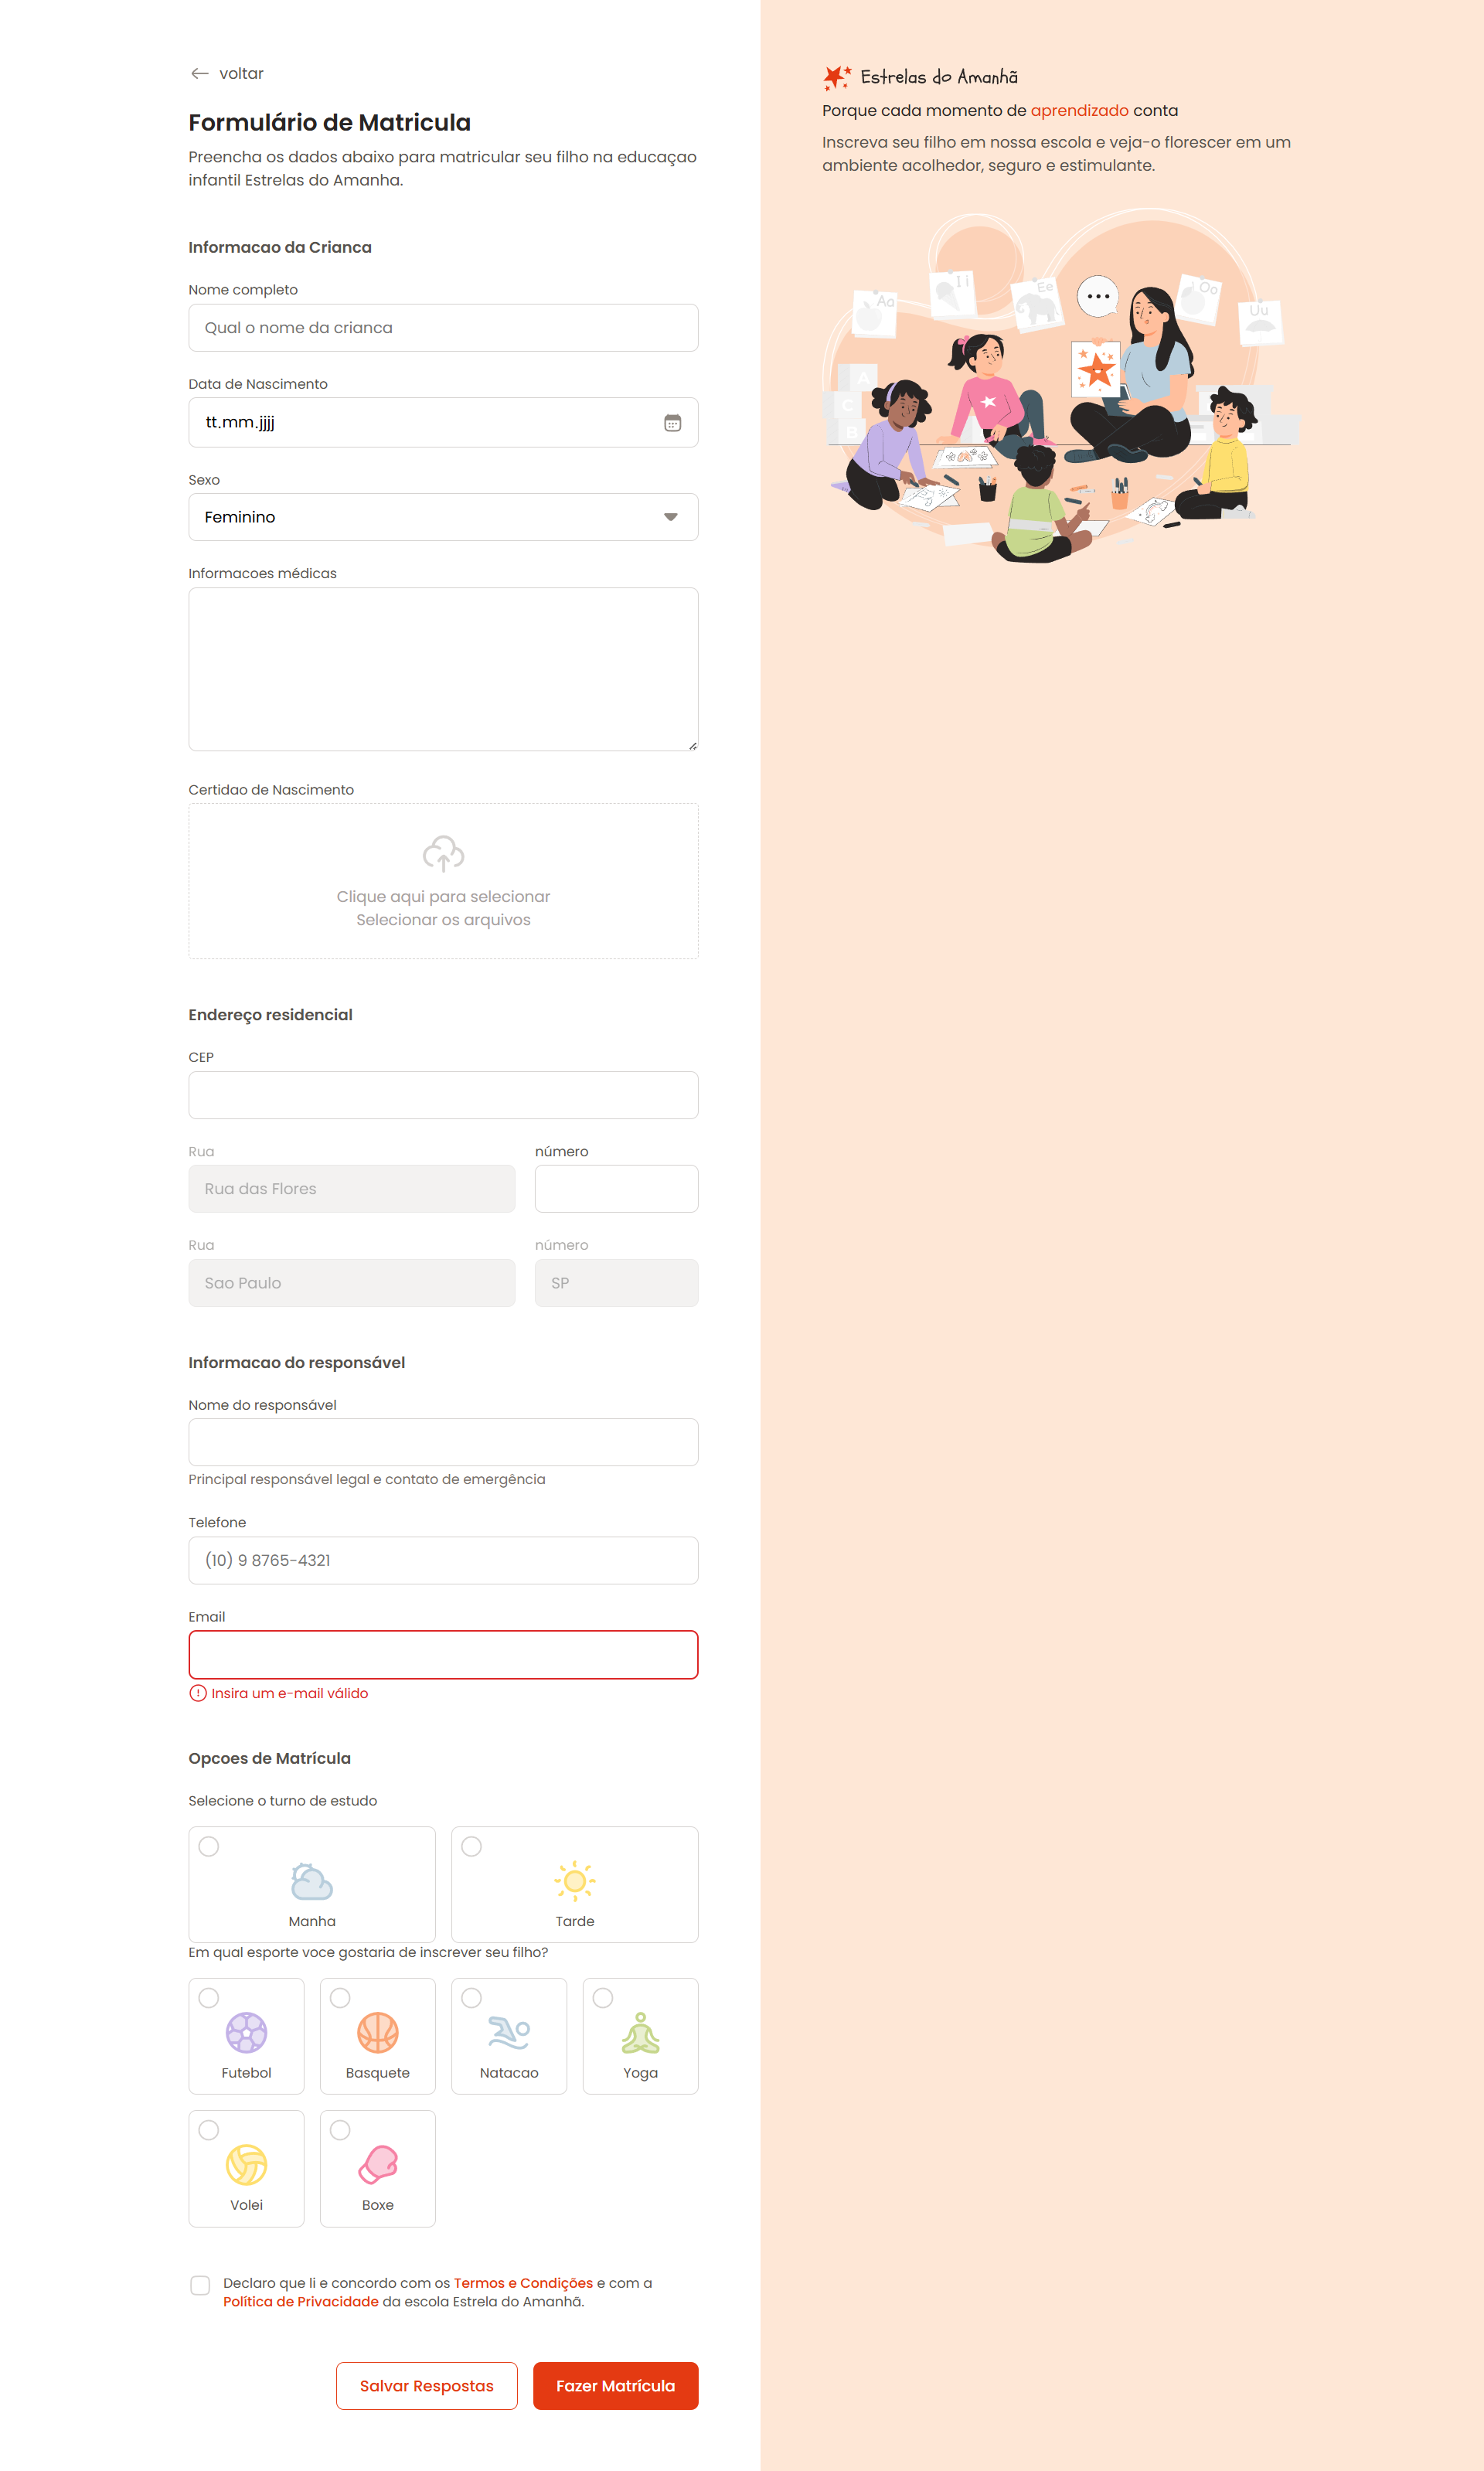 voltar
Formulário de Matricula
Preencha os dados abaixo para matricular seu filho na educaçao
infantil Estrelas do Amanha.
Informacao da Crianca
Nome completo
Qual o nome da crianca
Data de Nascimento
tt.mm.jjjj
Sexo
Feminino
Informacoes médicas
Certidao de Nascimento
Clique aqui para selecionar
Selecionar os arquivos
Endereço residencial
CEP
Rua
número
Rua das Flores
Rua
número
Sao Paulo
SP
Informacao do responsável
Nome do responsável
Principal responsável legal e contato de emergência
Telefone
(10) 9 8765-4321
Email
Insira um e-mail válido
Opcoes de Matrícula
Selecione o turno de estudo
Manha
Tarde
Em qual esporte voce gostaria de inscrever seu filho?
Futebol
Basquete
Natacao
Yoga
Volei
Boxe
Declaro que li e concordo com os Termos e Condições e com a
Política de Privacidade da escola Estrela do Amanhã.
Salvar Respostas
Fazer Matrícula
Estrelas do Amanhã
Porque cada momento de aprendizado conta
Inscreva seu filho em nossa escola e veja-o florescer em um
ambiente acolhedor, seguro e estimulante.
Aa
Ii
Ee
Oo
Uu
A
C
B